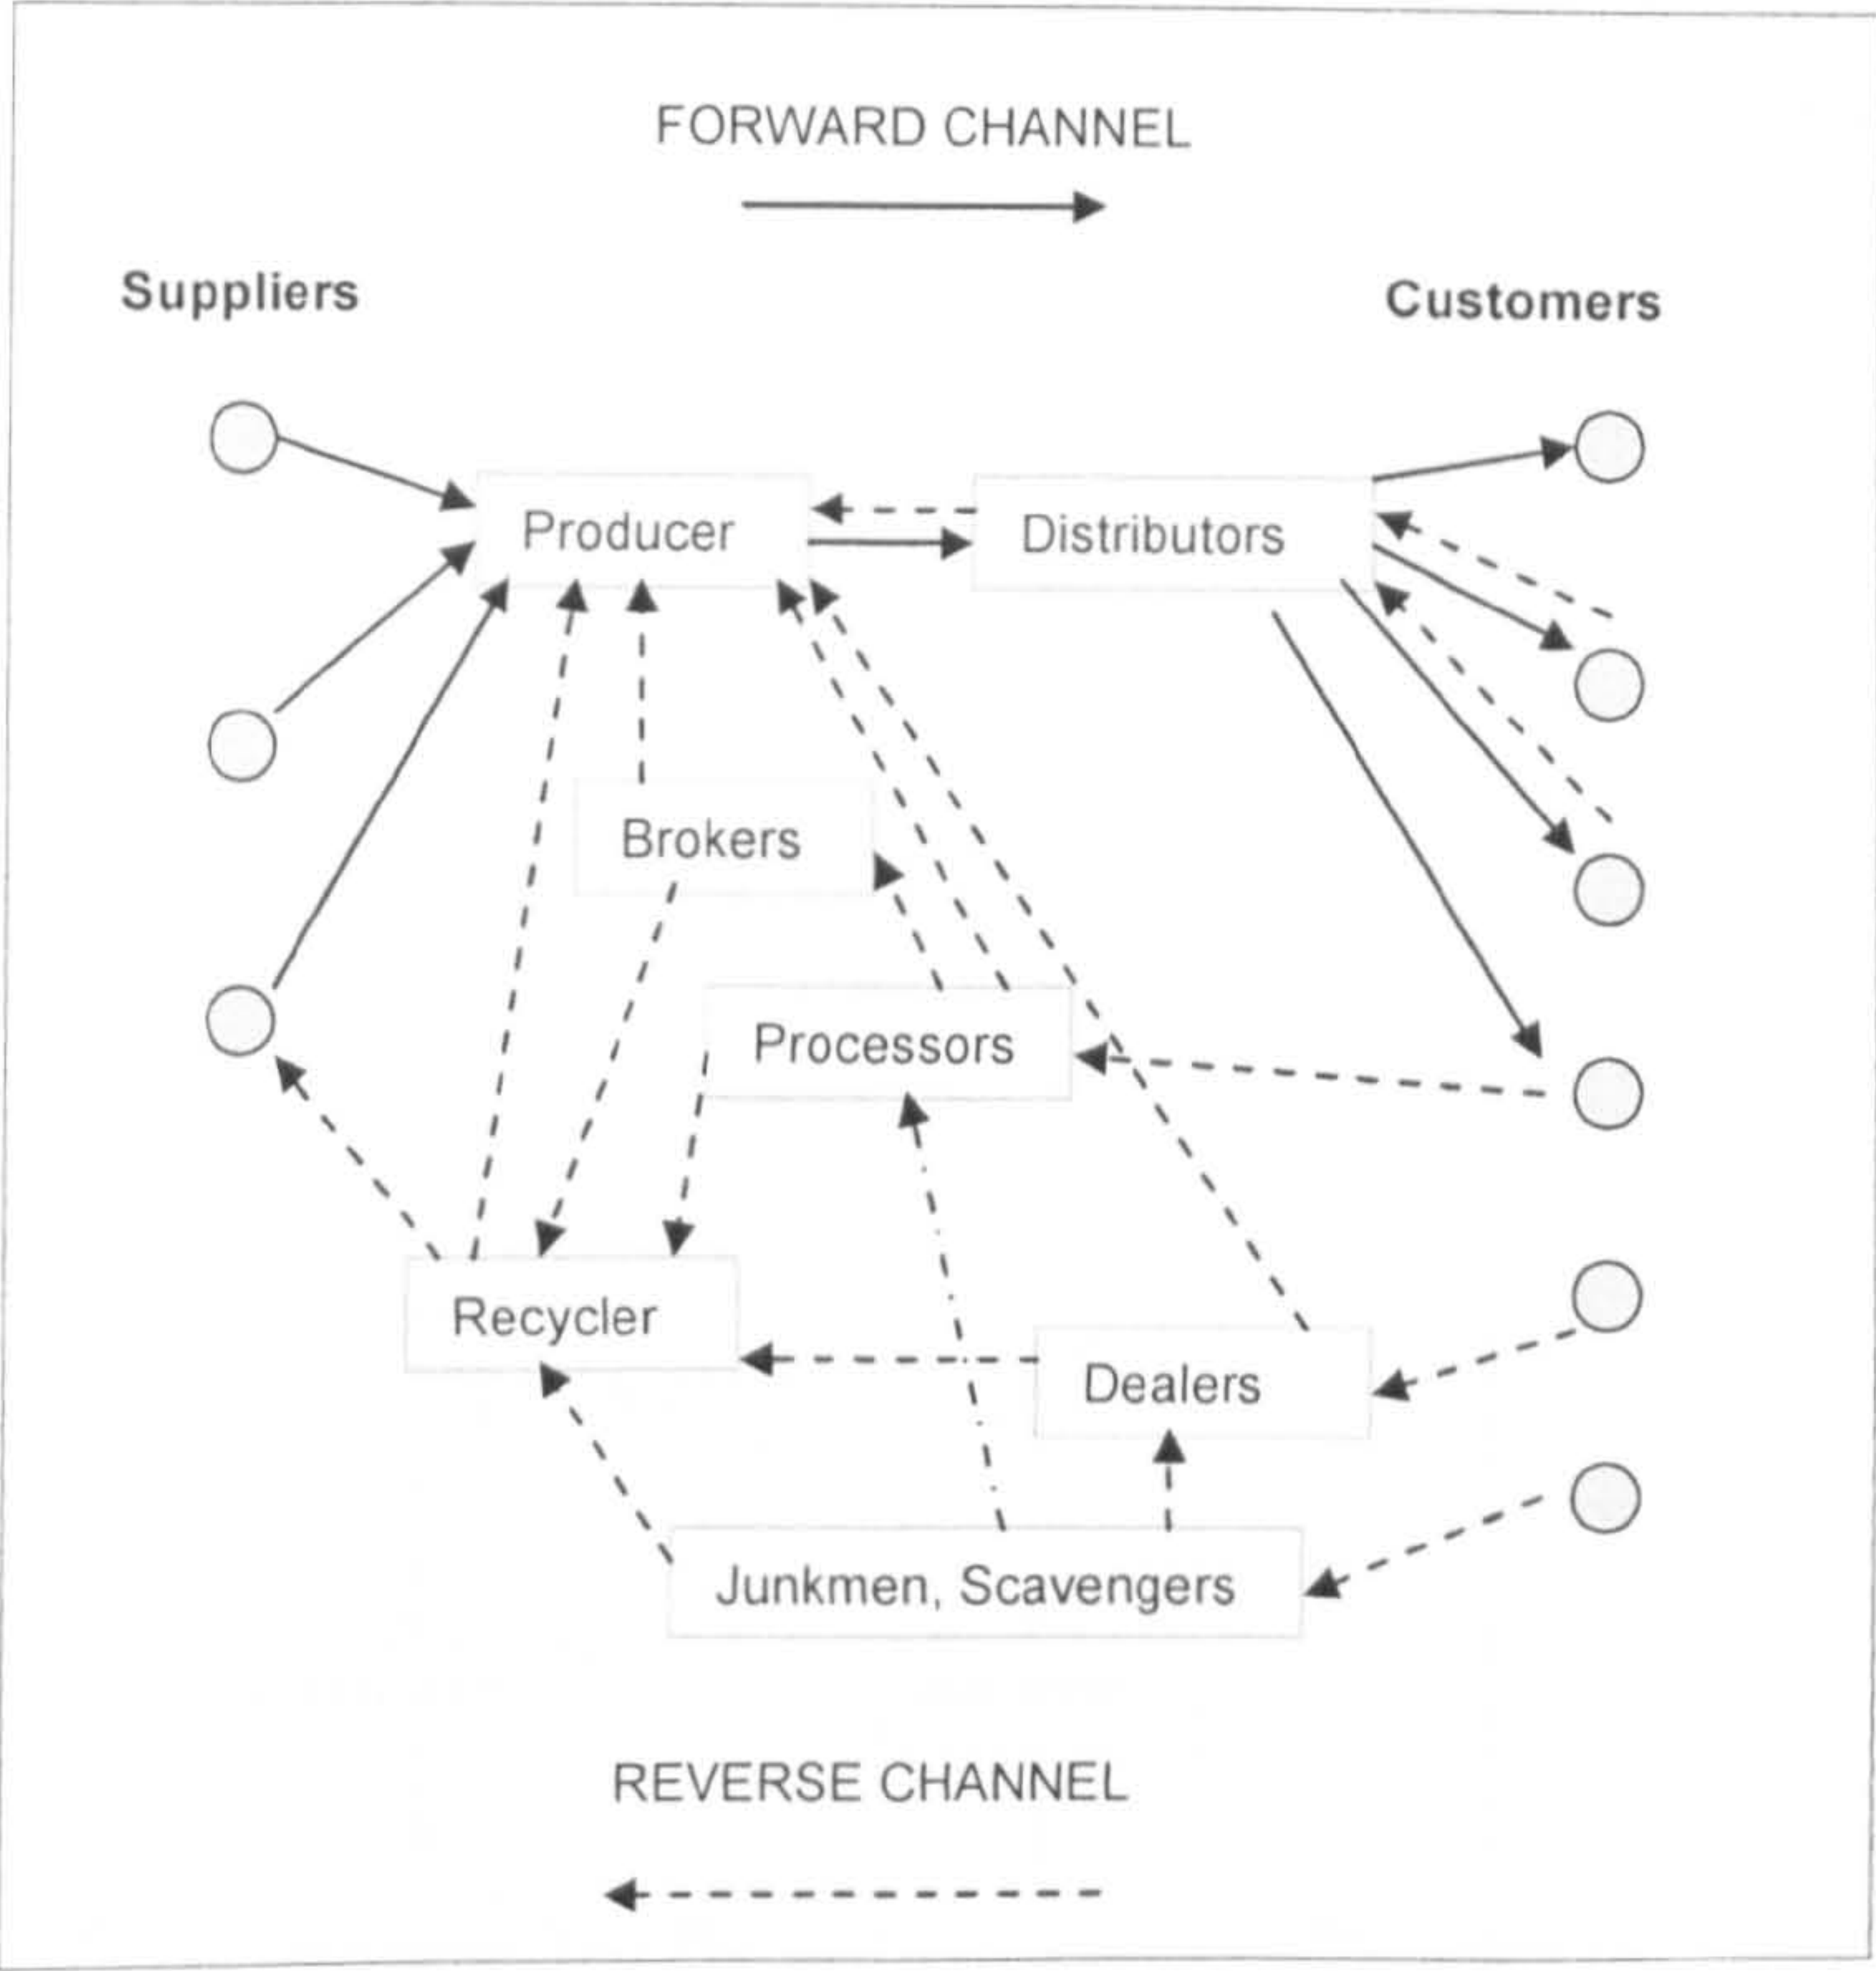 FORWARD CHANNEL
Suppliers
Customers
Producer
Distributors
Brokers
Processors
Recycler
Dealers
Junkmen, Scavengers
REVERSE CHANNEL